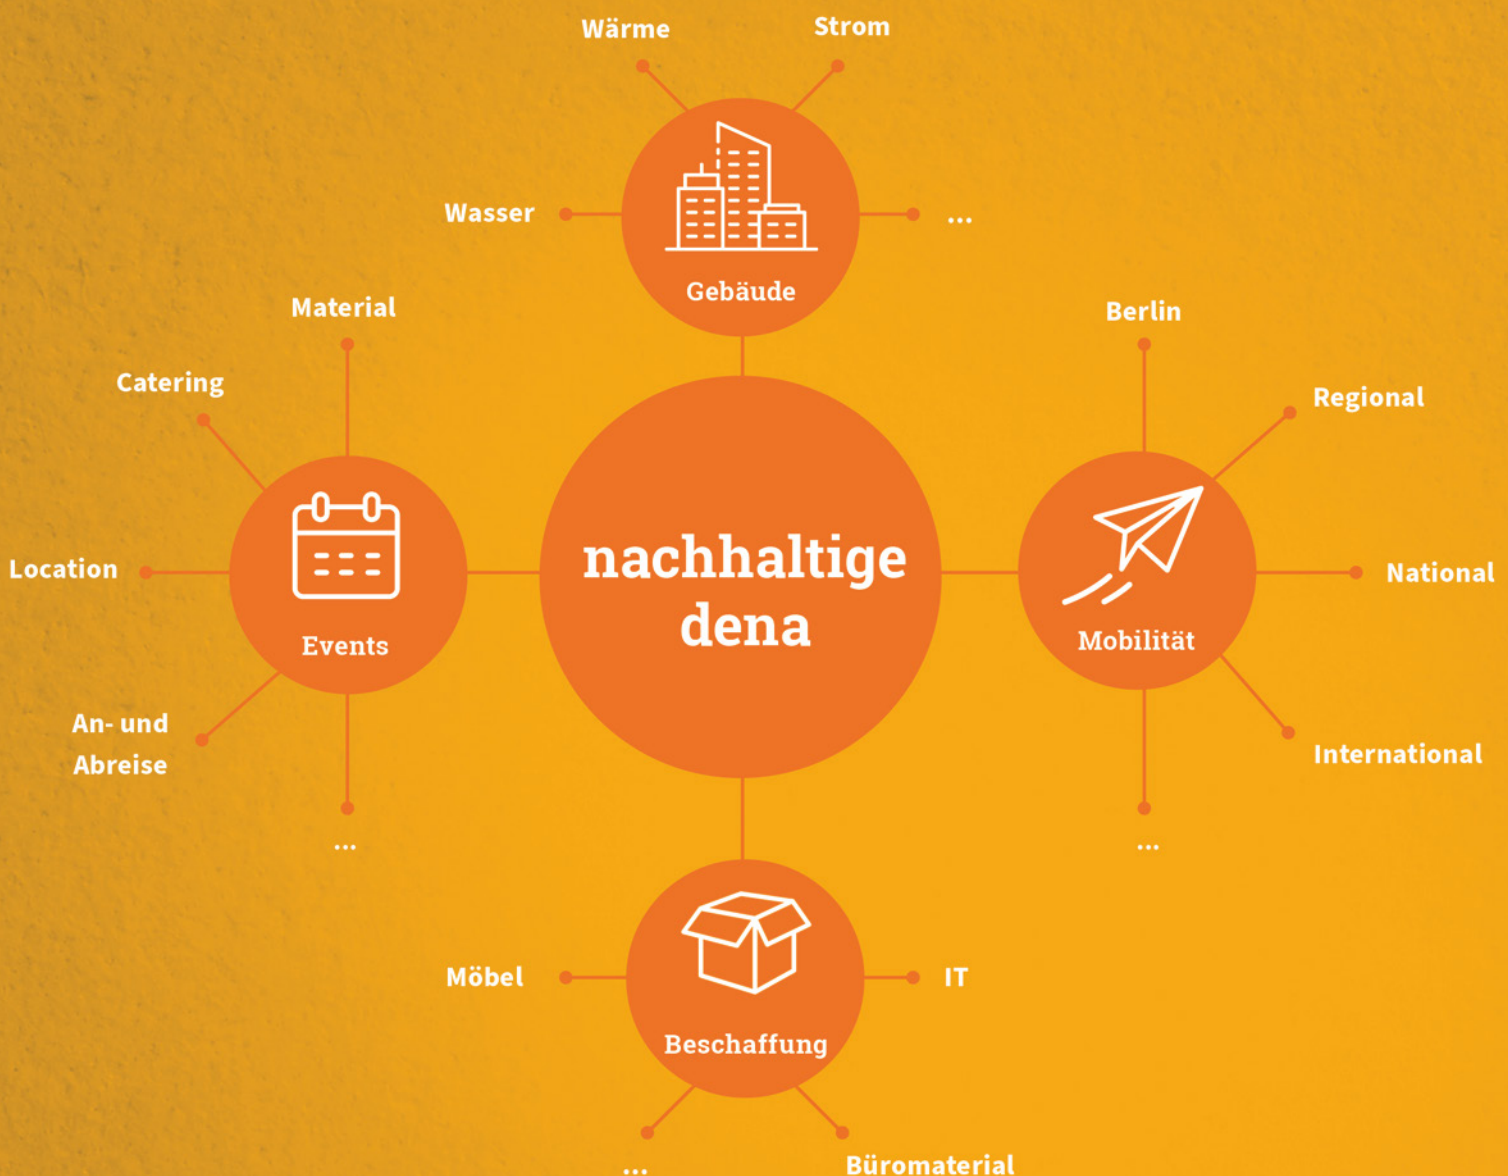 Wärme
Strom
Wasser
...
Gebäude
Material
Catering
Location
Events
An- und
Abreise
...
nachhaltige
dena
Berlin
Regional
National
Mobilität
International
...
Möbel
IT
Beschaffung
...
Büromaterial